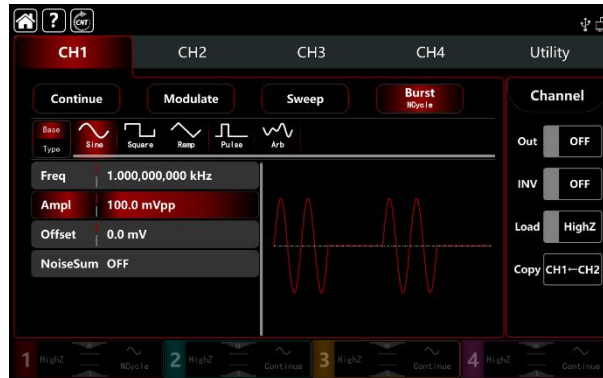 ? CNT
CH1 CH2 CH3 CH4 Utility
Continue Modulate Sweep Burst Channel
NCycle
Base
Type Sine Square Ramp Pulse Arb
Out OFF
Freq 1.000,000,000 kHz
INV OFF
Ampl 100.0 mVpp
Offset 0.0 mV
Load HighZ
NoiseSum OFF
Copy CH1←CH2
1 HighZ NCycle 2 HighZ Continue 3 HighZ Continue 4 HighZ Continue